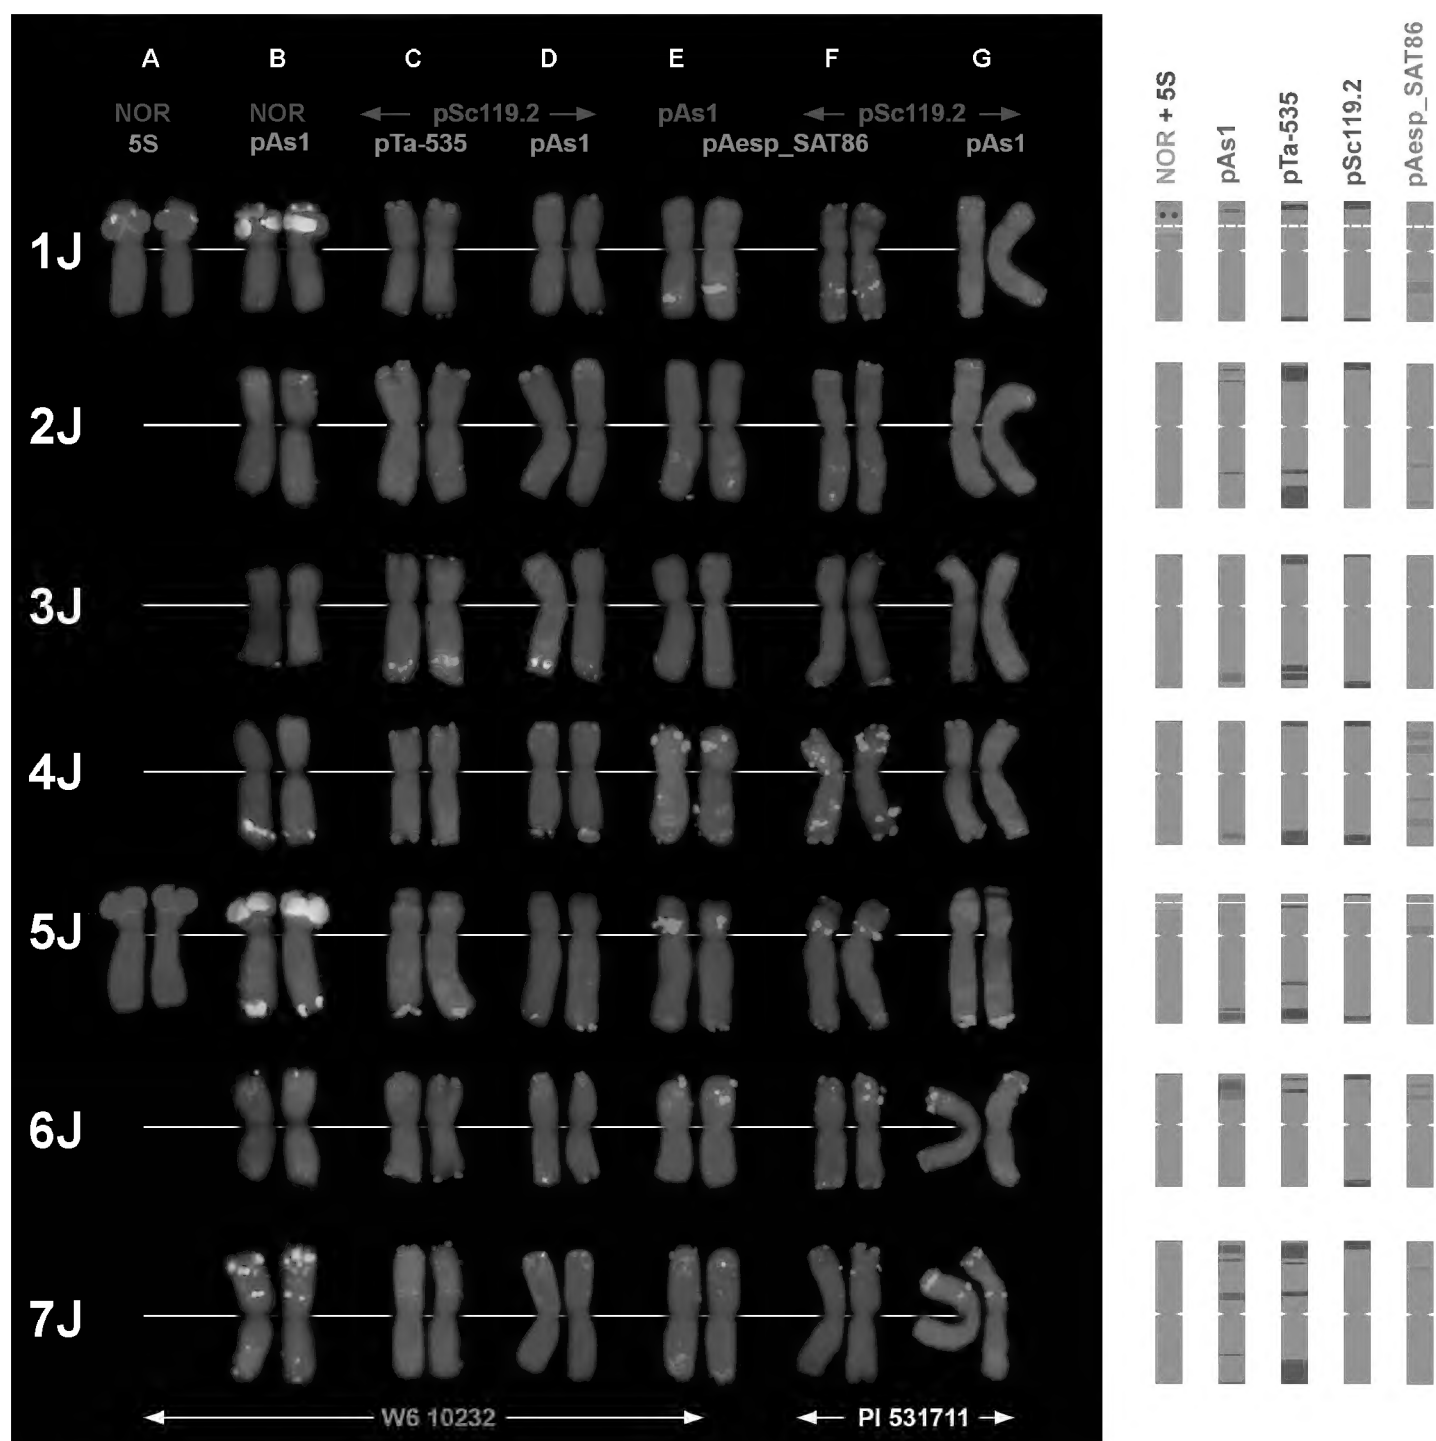 A B C D E F G
NOR NOR pSc119.2 pAs1 pSc119.2
5S pAs1 pTa-535 pAs1 pAesp_SAT86 pAs1
NOR + 5S
pAs1
pTa-535
pSc119.2
pAesp_SAT86
1J
2J
3J
4J
5J
6J
7J
W6 10232 PI 531711